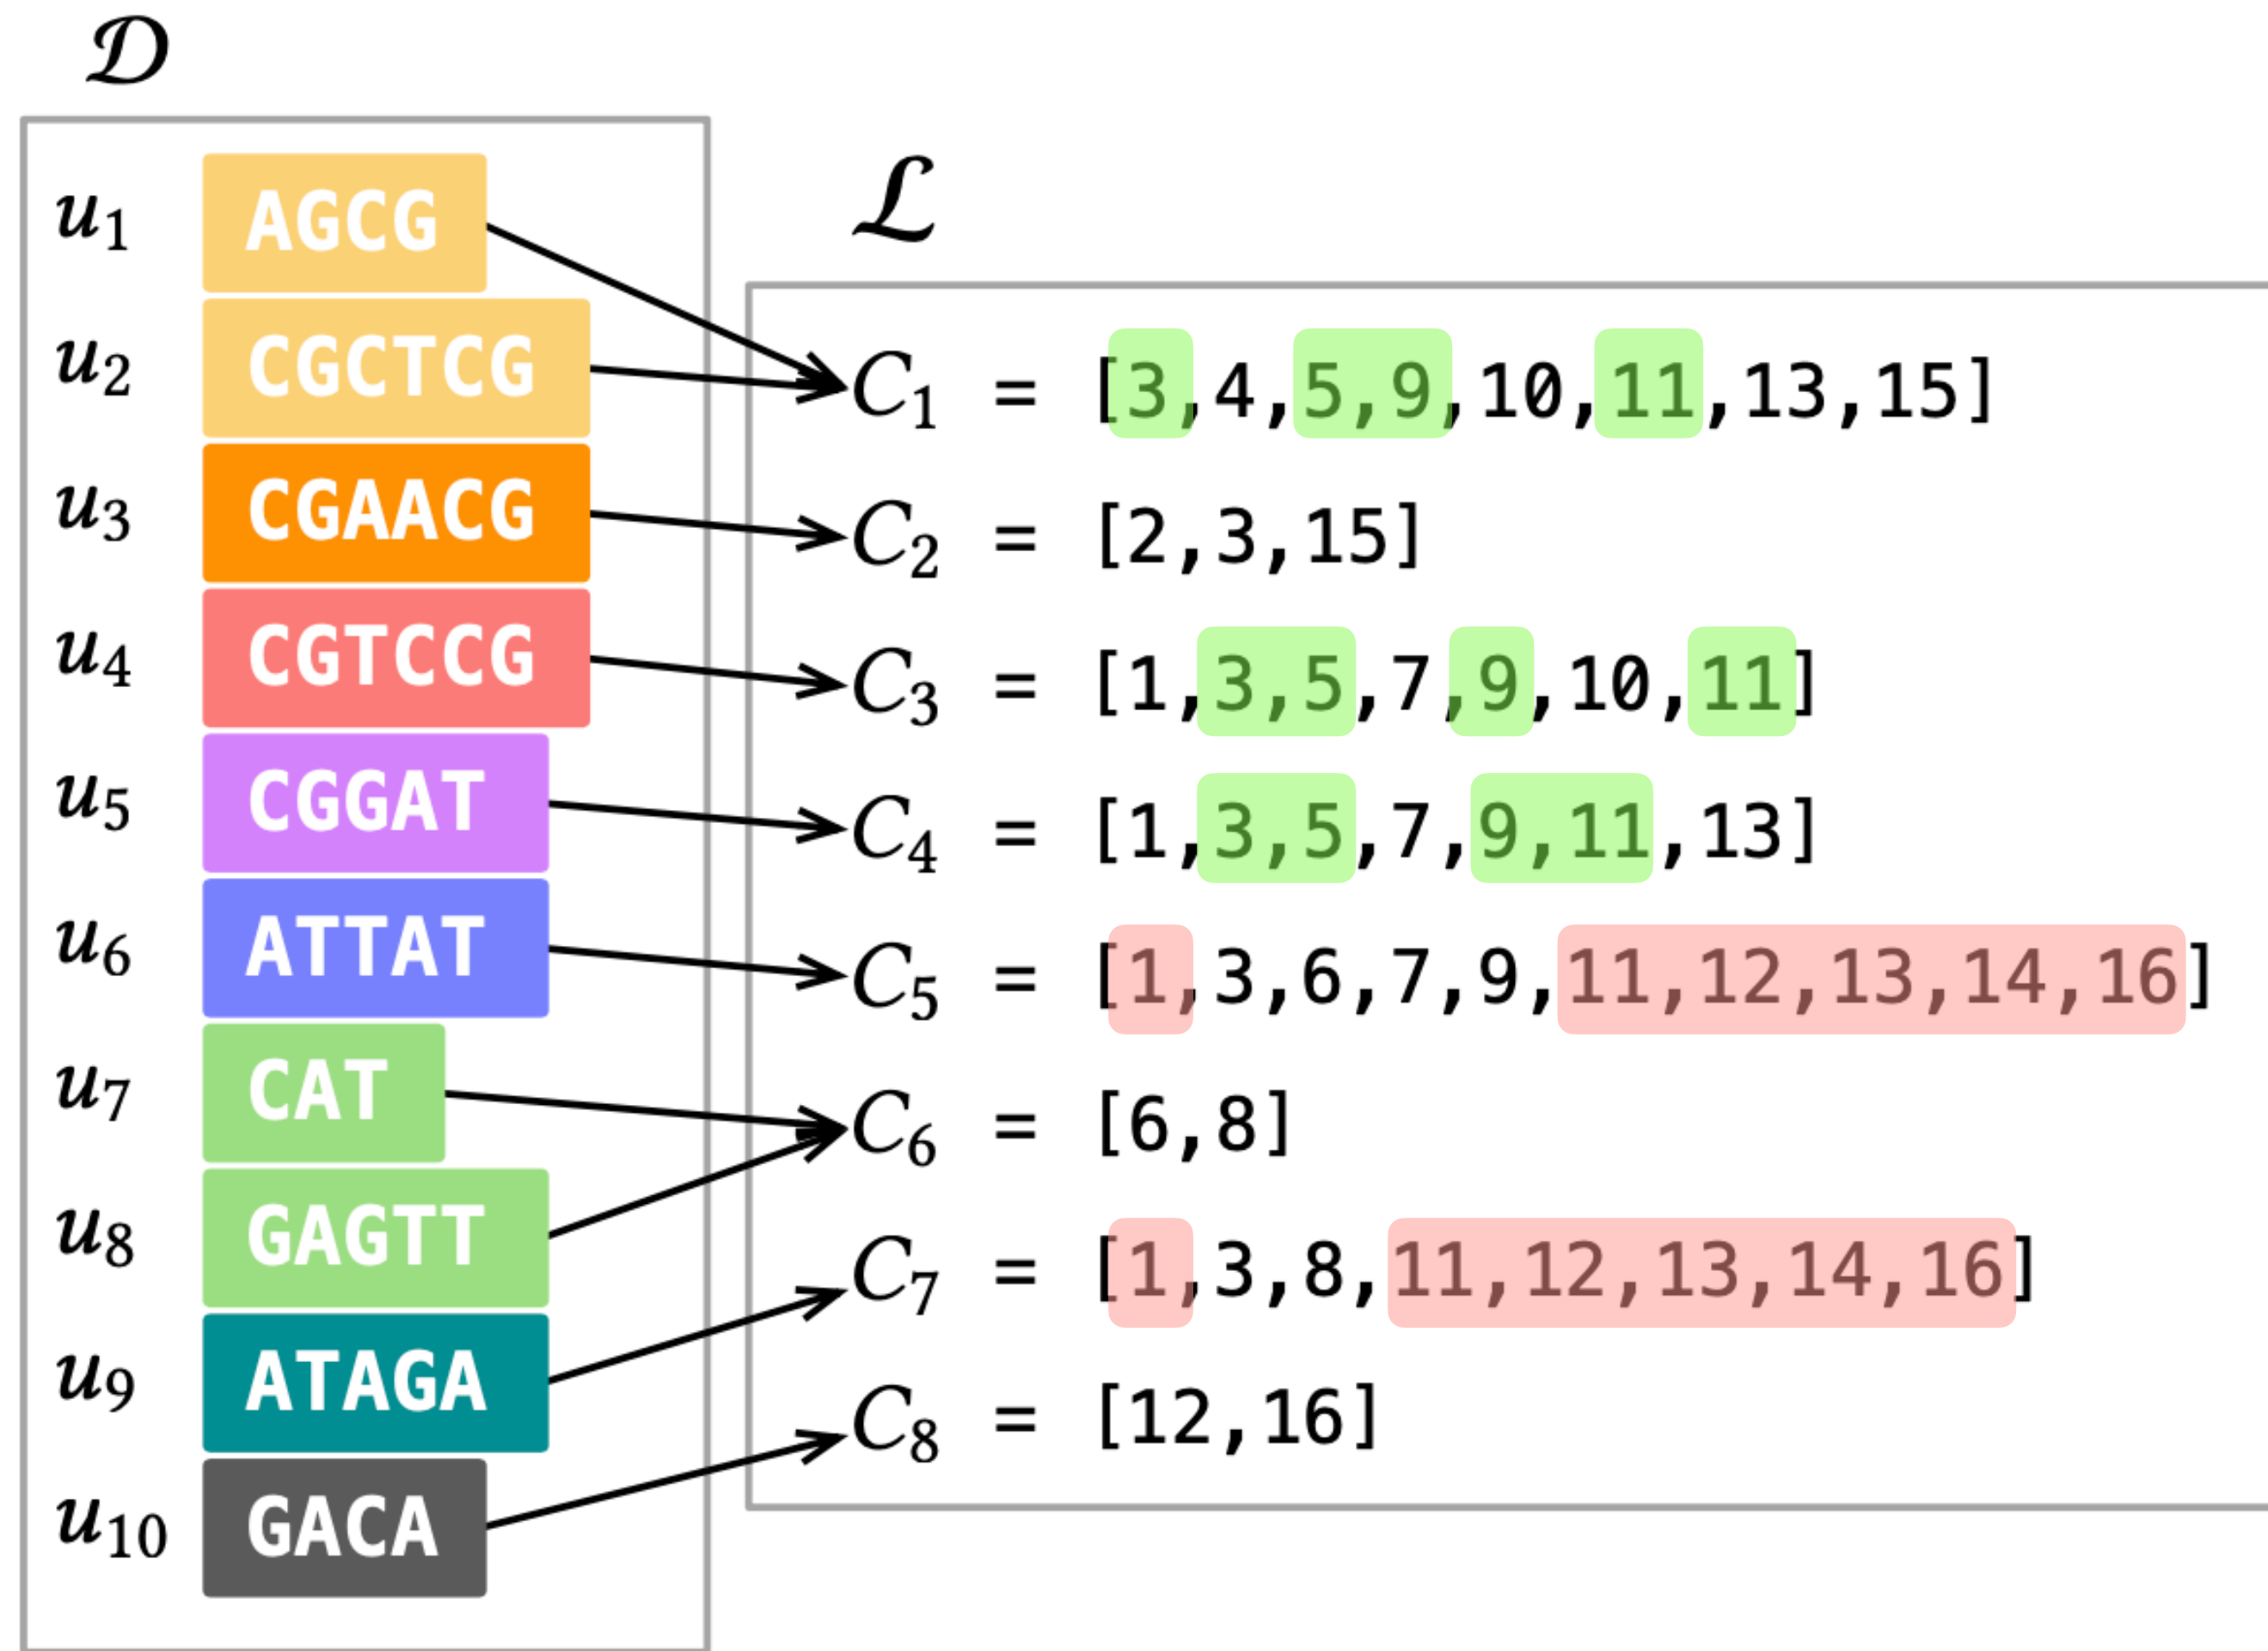 𝒟
u1 AGCG
ℒ
u2 CGCTCG
C1 = [3,4,5,9,10,11,13,15]
u3 CGAACG
C2 = [2,3,15]
u4 CGTCCG
C3 = [1,3,5,7,9,10,11]
u5 CGGAT
C4 = [1,3,5,7,9,11,13]
u6 ATTAT
C5 = [1,3,6,7,9,11,12,13,14,16]
u7 CAT
C6 = [6,8]
u8 GAGTT
C7 = [1,3,8,11,12,13,14,16]
u9 ATAGA
C8 = [12,16]
u10 GACA